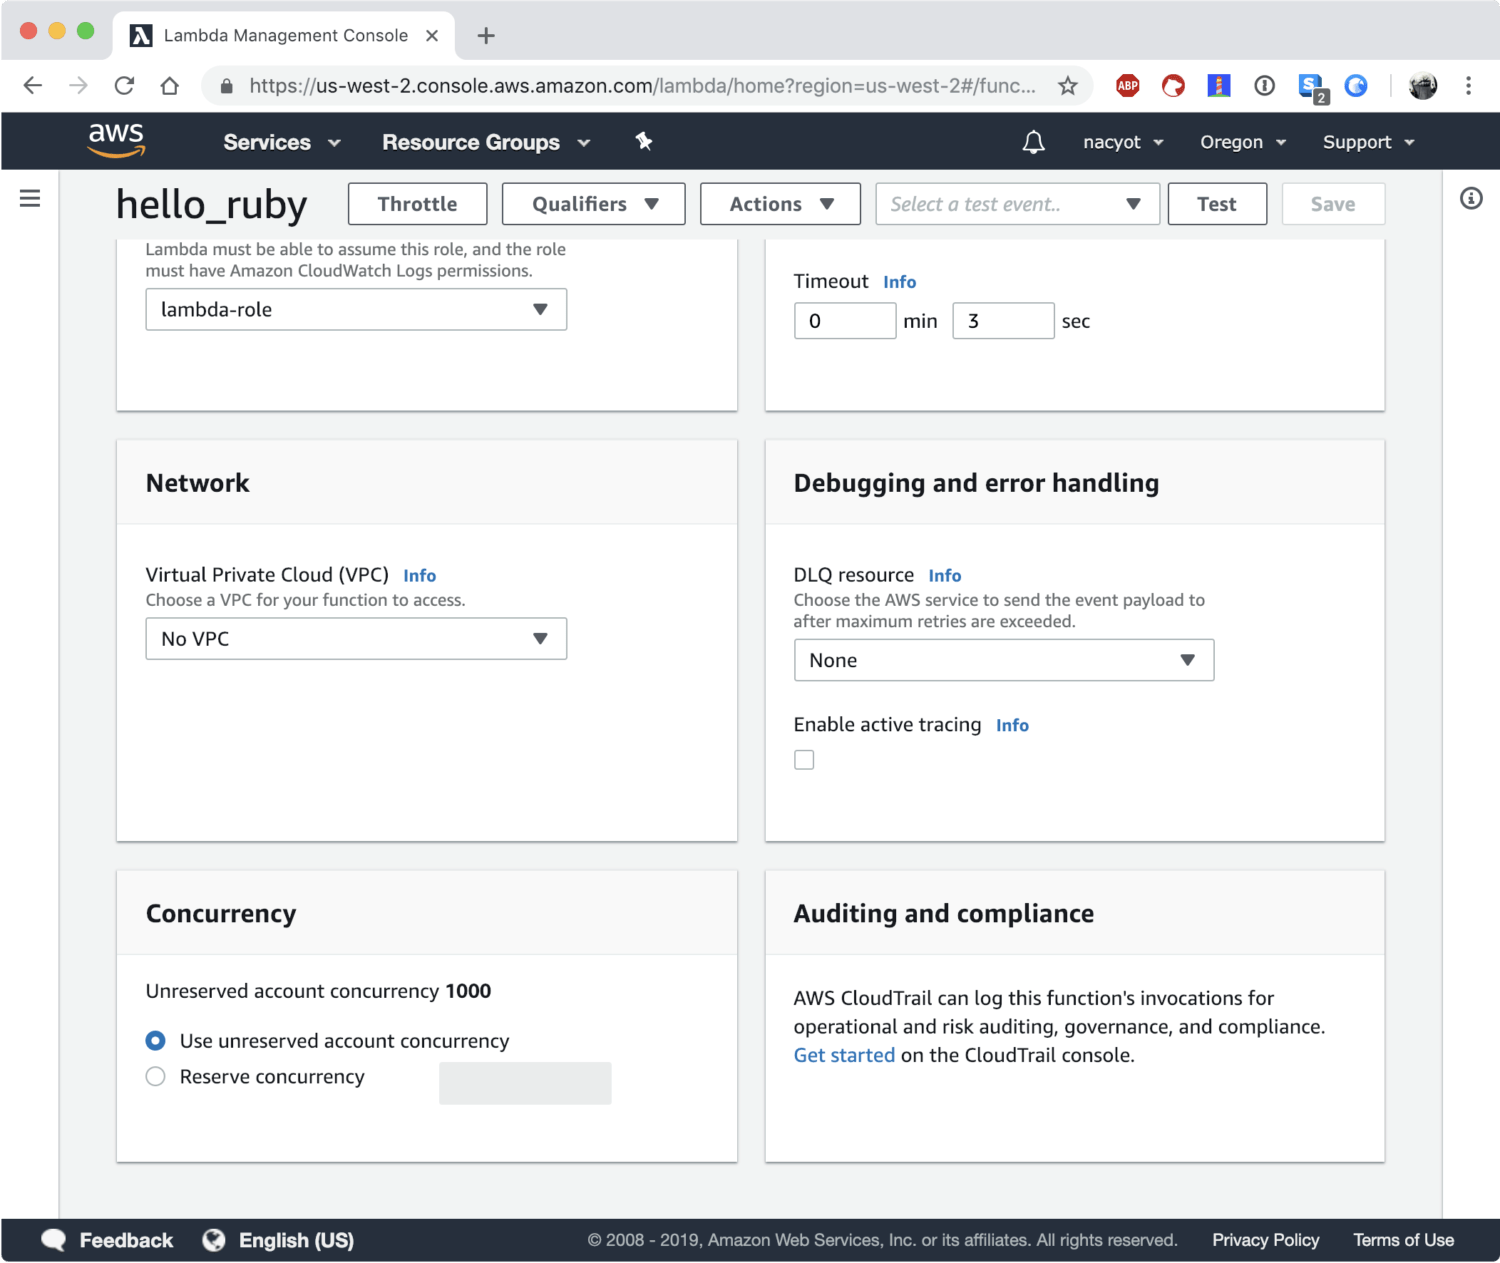 Lambda Management Console
https://us-west-2.console.aws.amazon.com/lambda/home?region=us-west-2#/func...
ABP
S
2
aws
Services
Resource Groups
nacyot
Oregon
Support
hello_ruby
Throttle
Qualifiers
Actions
Select a test event..
Test
Save
Lambda must be able to assume this role, and the role
must have Amazon CloudWatch Logs permissions.
lambda-role
Timeout Info
0 min 3 sec
Network
Virtual Private Cloud (VPC) Info
Choose a VPC for your function to access.
No VPC
Debugging and error handling
DLQ resource Info
Choose the AWS service to send the event payload to
after maximum retries are exceeded.
None
Enable active tracing Info
Concurrency
Unreserved account concurrency 1000
Use unreserved account concurrency
Reserve concurrency
Auditing and compliance
AWS CloudTrail can log this function's invocations for
operational and risk auditing, governance, and compliance.
Get started on the CloudTrail console.
Feedback
English (US)
© 2008 - 2019, Amazon Web Services, Inc. or its affiliates. All rights reserved.
Privacy Policy
Terms of Use